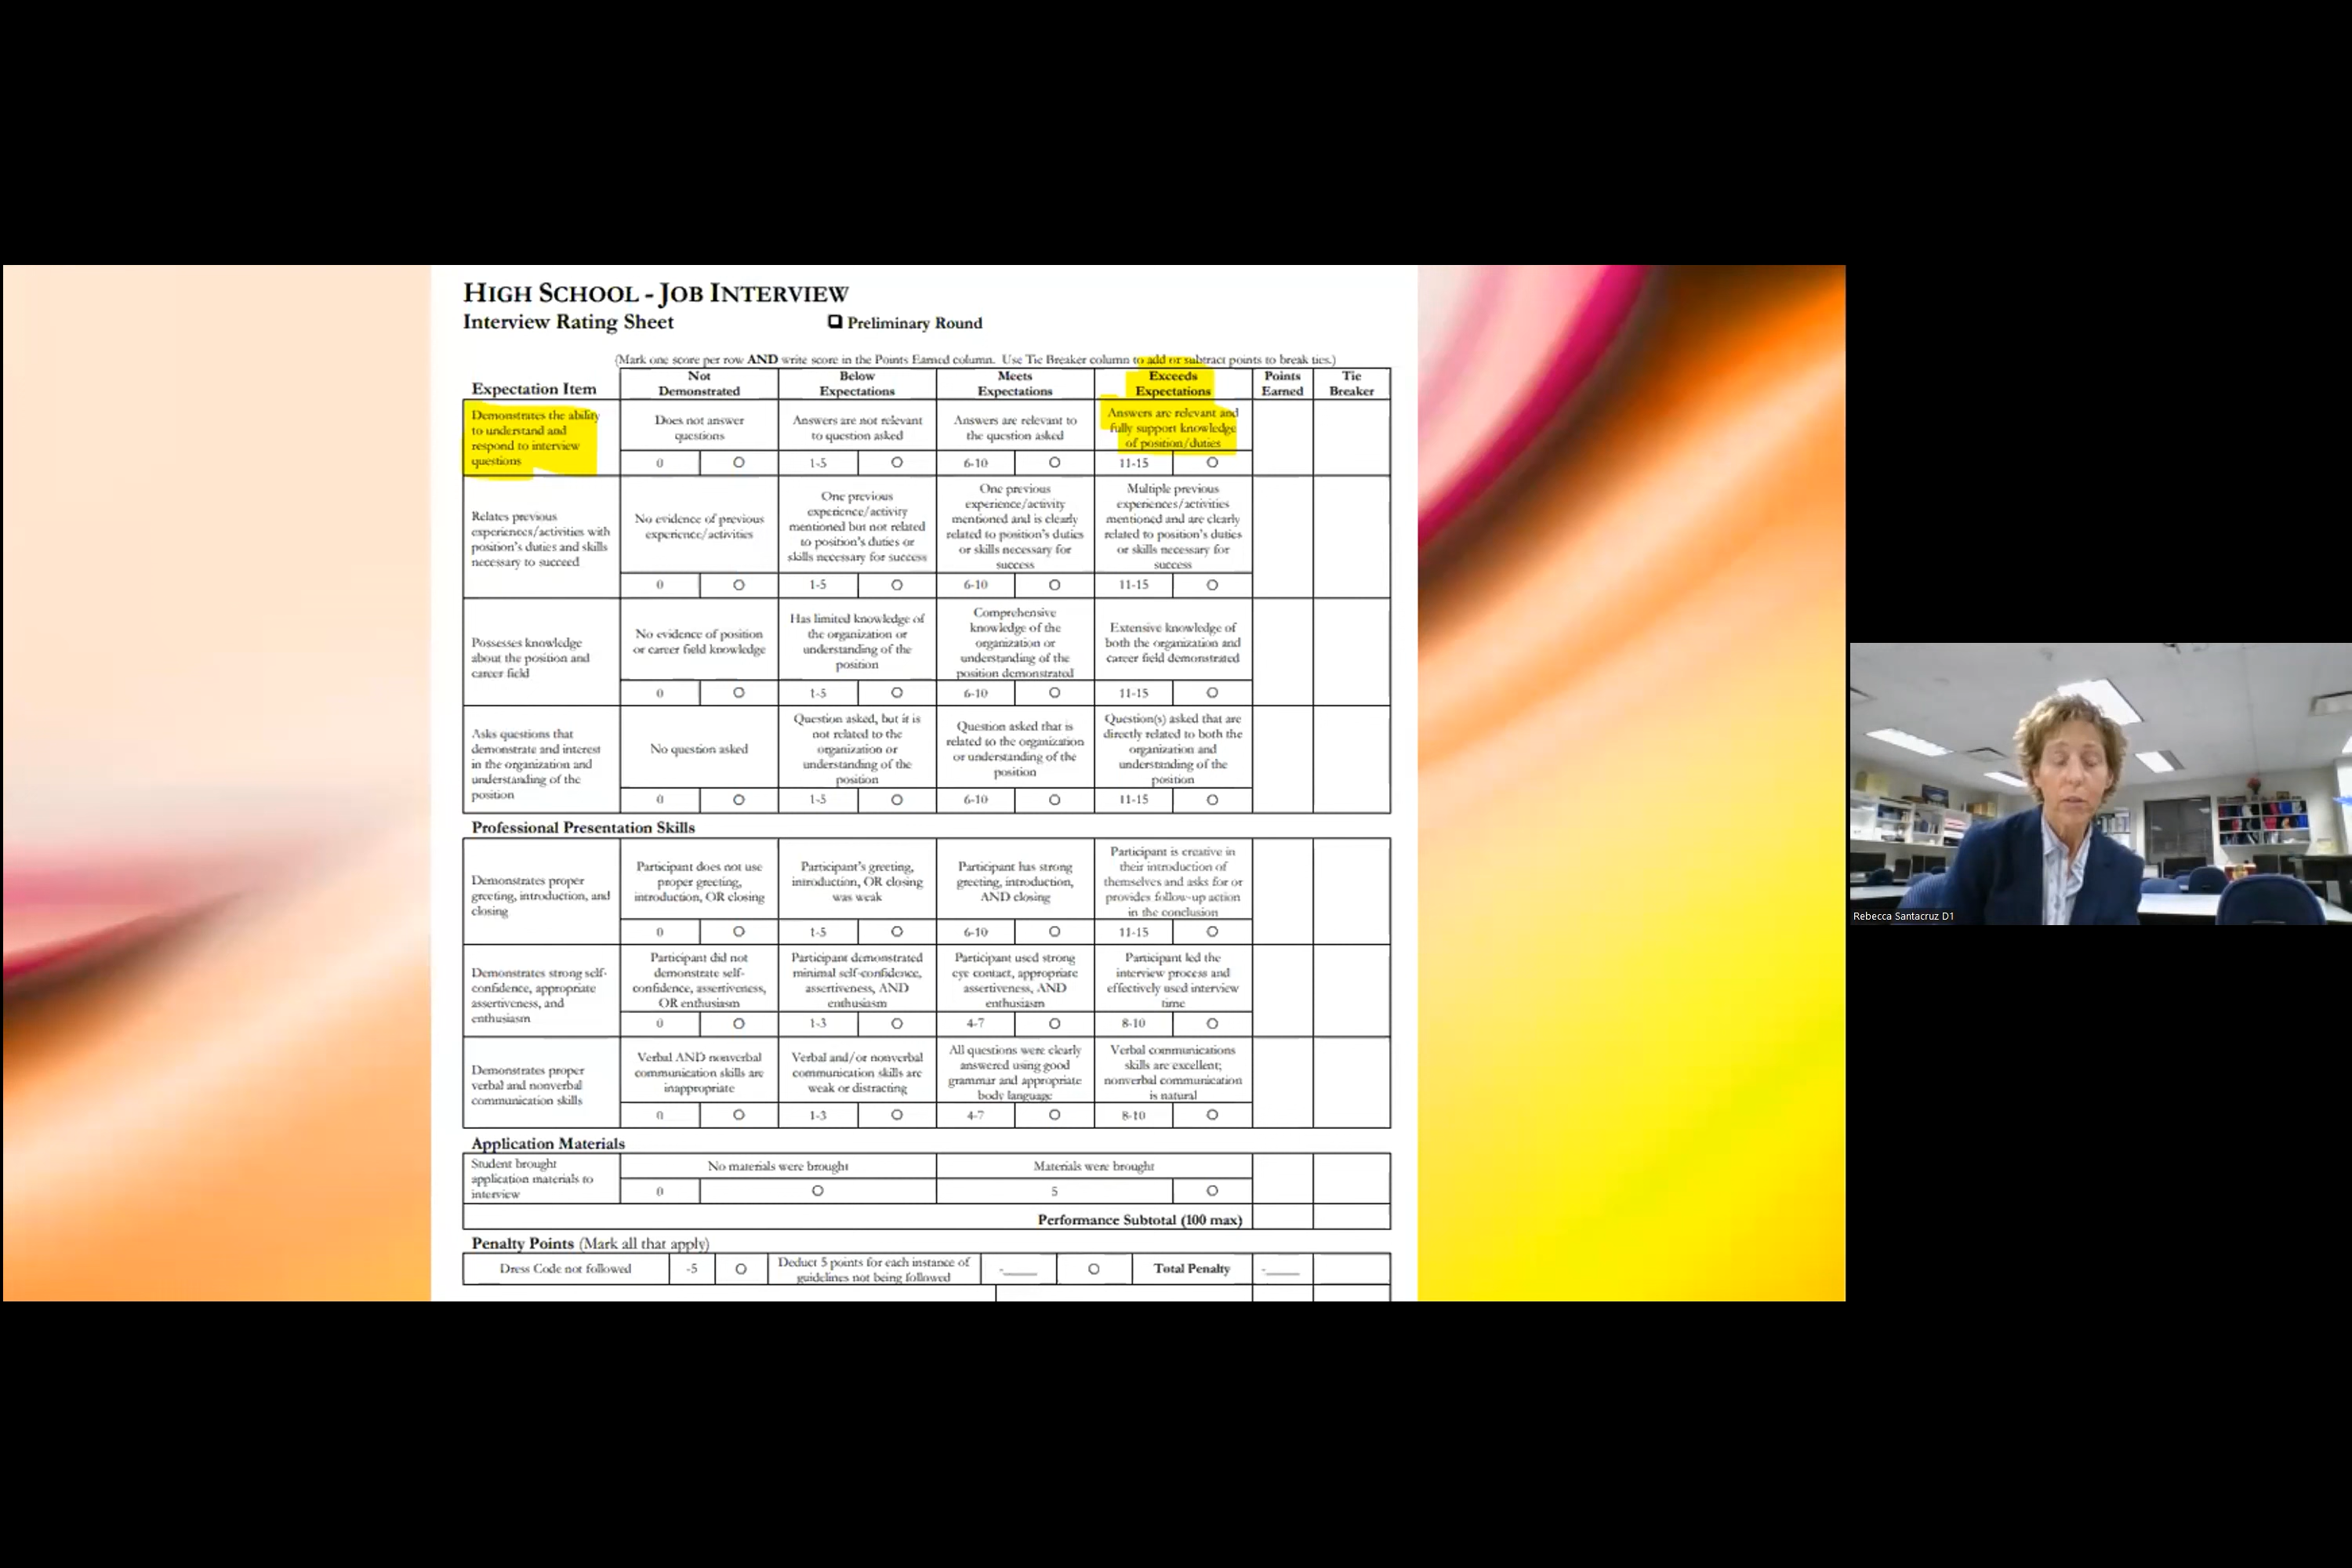 HIGH SCHOOL - JOB INTERVIEW
Interview Rating Sheet
Preliminary Round
(Mark one score per row AND write score in the Points Earned column. Use Tie Breaker column to add or subtract points to break ties.)
Expectation Item
Not
Demonstrated
Below
Expectations
Meets
Expectations
Exceeds
Expectations
Points
Earned
Tie
Breaker
Demonstrates the ability
to understand and
respond to interview
questions
Does not answer
questions
Answers are not relevant
to question asked
Answers are relevant to
the question asked
Answers are relevant and
fully support knowledge
of position/duties
0
1-5
6-10
11-15
Relates previous
experiences/activities with
position's duties and skills
necessary to succeed
No evidence of previous
experience/activities
One previous
experience/activity
mentioned but not related
to position's duties or
skills necessary for success
One previous
experience/activity
mentioned and is clearly
related to position's duties
or skills necessary for
success
Multiple previous
experiences/activities
mentioned and are clearly
related to position's duties
or skills necessary for
success
0
1-5
6-10
11-15
Possesses knowledge
about the position and
career field
No evidence of position
or career field knowledge
Has limited knowledge of
the organization or
understanding of the
position
Comprehensive
knowledge of the
organization or
understanding of the
position demonstrated
Extensive knowledge of
both the organization and
career field demonstrated
0
1-5
6-10
11-15
Asks questions that
demonstrate and interest
in the organization and
understanding of the
position
No question asked
Question asked, but it is
not related to the
organization or
understanding of the
position
Question asked that is
related to the organization
or understanding of the
position
Question(s) asked that are
directly related to both the
organization and
understanding of the
position
0
1-5
6-10
11-15
Professional Presentation Skills
Demonstrates proper
greeting, introduction, and
closing
Participant does not use
proper greeting,
introduction, OR closing
Participant's greeting,
introduction, OR closing
was weak
Participant has strong
greeting, introduction,
AND closing
Participant is creative in
their introduction of
themselves and asks for or
provides follow-up action
in the conclusion
0
1-5
6-10
11-15
Demonstrates strong self-
confidence, appropriate
assertiveness, and
enthusiasm
Participant did not
demonstrate self-
confidence, assertiveness,
OR enthusiasm
Participant demonstrated
minimal self-confidence,
assertiveness, AND
enthusiasm
Participant used strong
eye contact, appropriate
assertiveness, AND
enthusiasm
Participant led the
interview process and
effectively used interview
time
0
1-3
4-7
8-10
Demonstrates proper
verbal and nonverbal
communication skills
Verbal AND nonverbal
communication skills are
inappropriate
Verbal and/or nonverbal
communication skills are
weak or distracting
All questions were clearly
answered using good
grammar and appropriate
body language
Verbal communications
skills are excellent;
nonverbal communication
is natural
0
1-3
4-7
8-10
Application Materials
Student brought
application materials to
interview
No materials were brought
Materials were brought
0
5
Performance Subtotal (100 max)
Penalty Points (Mark all that apply)
Dress Code not followed
-5
Deduct 5 points for each instance of
guidelines not being followed
-____
Total Penalty
-____
Rebecca Santacruz D1